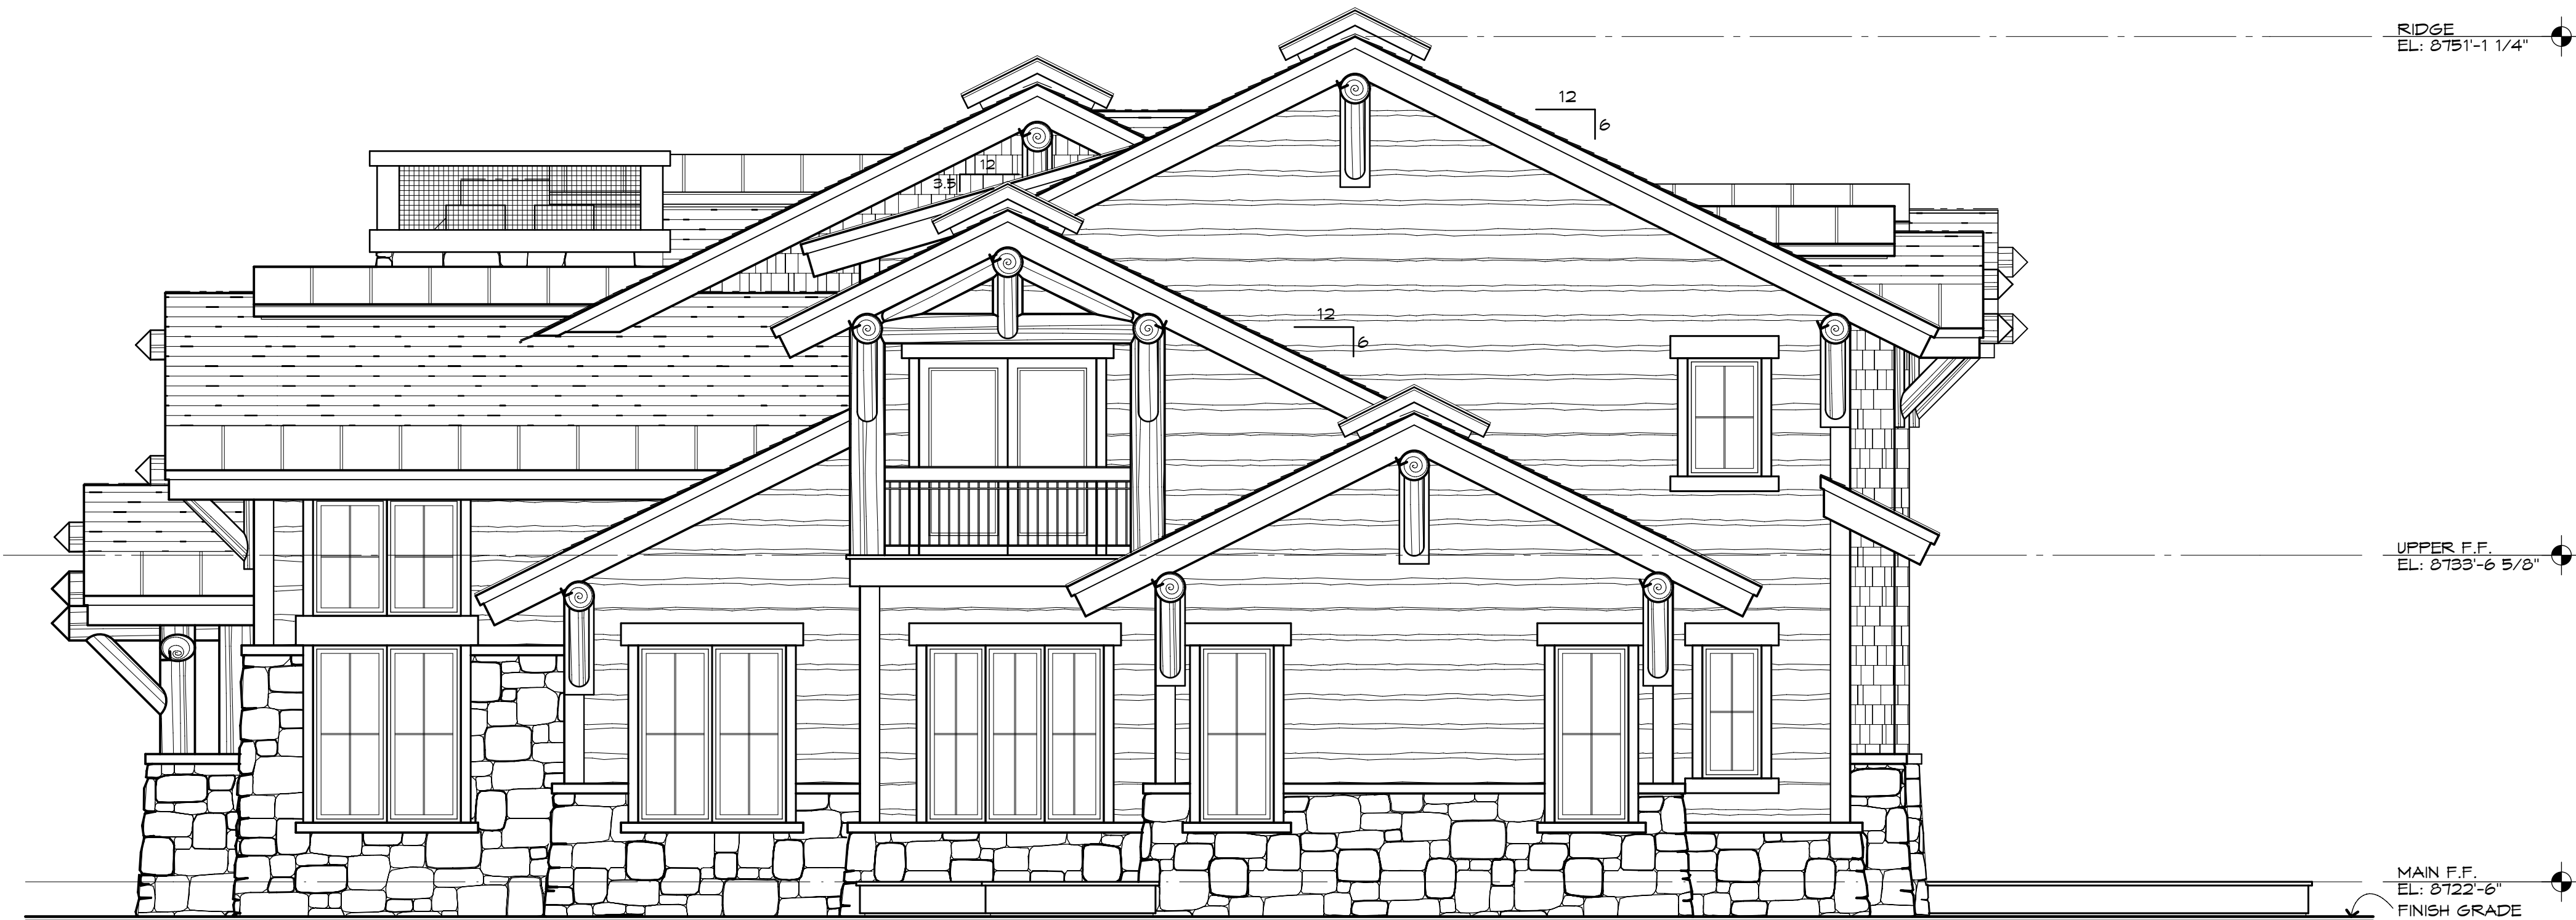 RIDGE
EL: 8751'-1 1/4"
12
6
12
3.5
12
6
UPPER F.F.
EL: 8733'-6 5/8"
MAIN F.F.
EL: 8722'-6"
FINISH GRADE